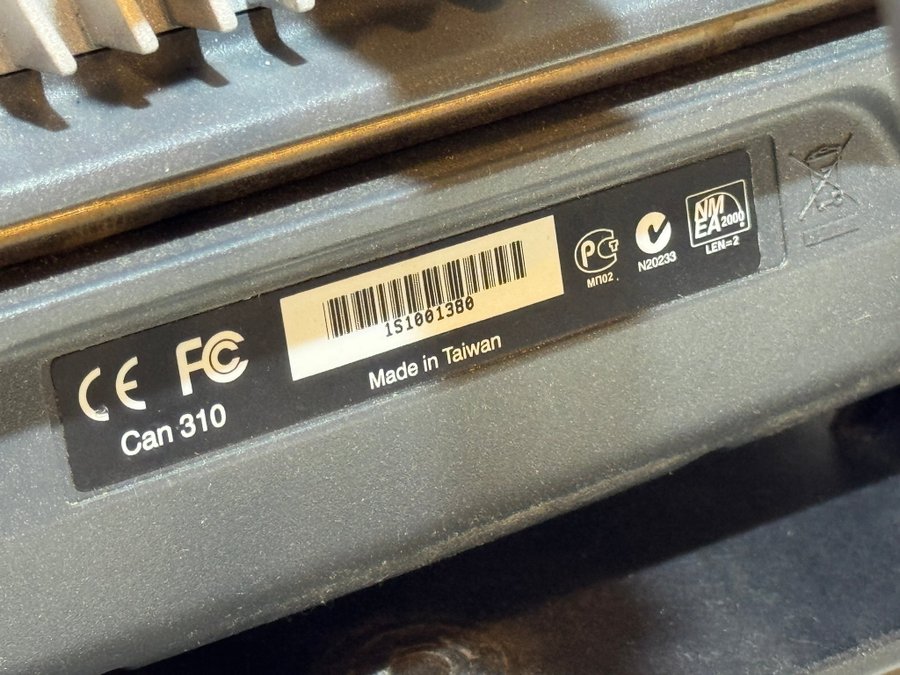 CE FC
Can 310
1S1001380
Made in Taiwan
МП02
N20233
NMEA 2000
LEN=2